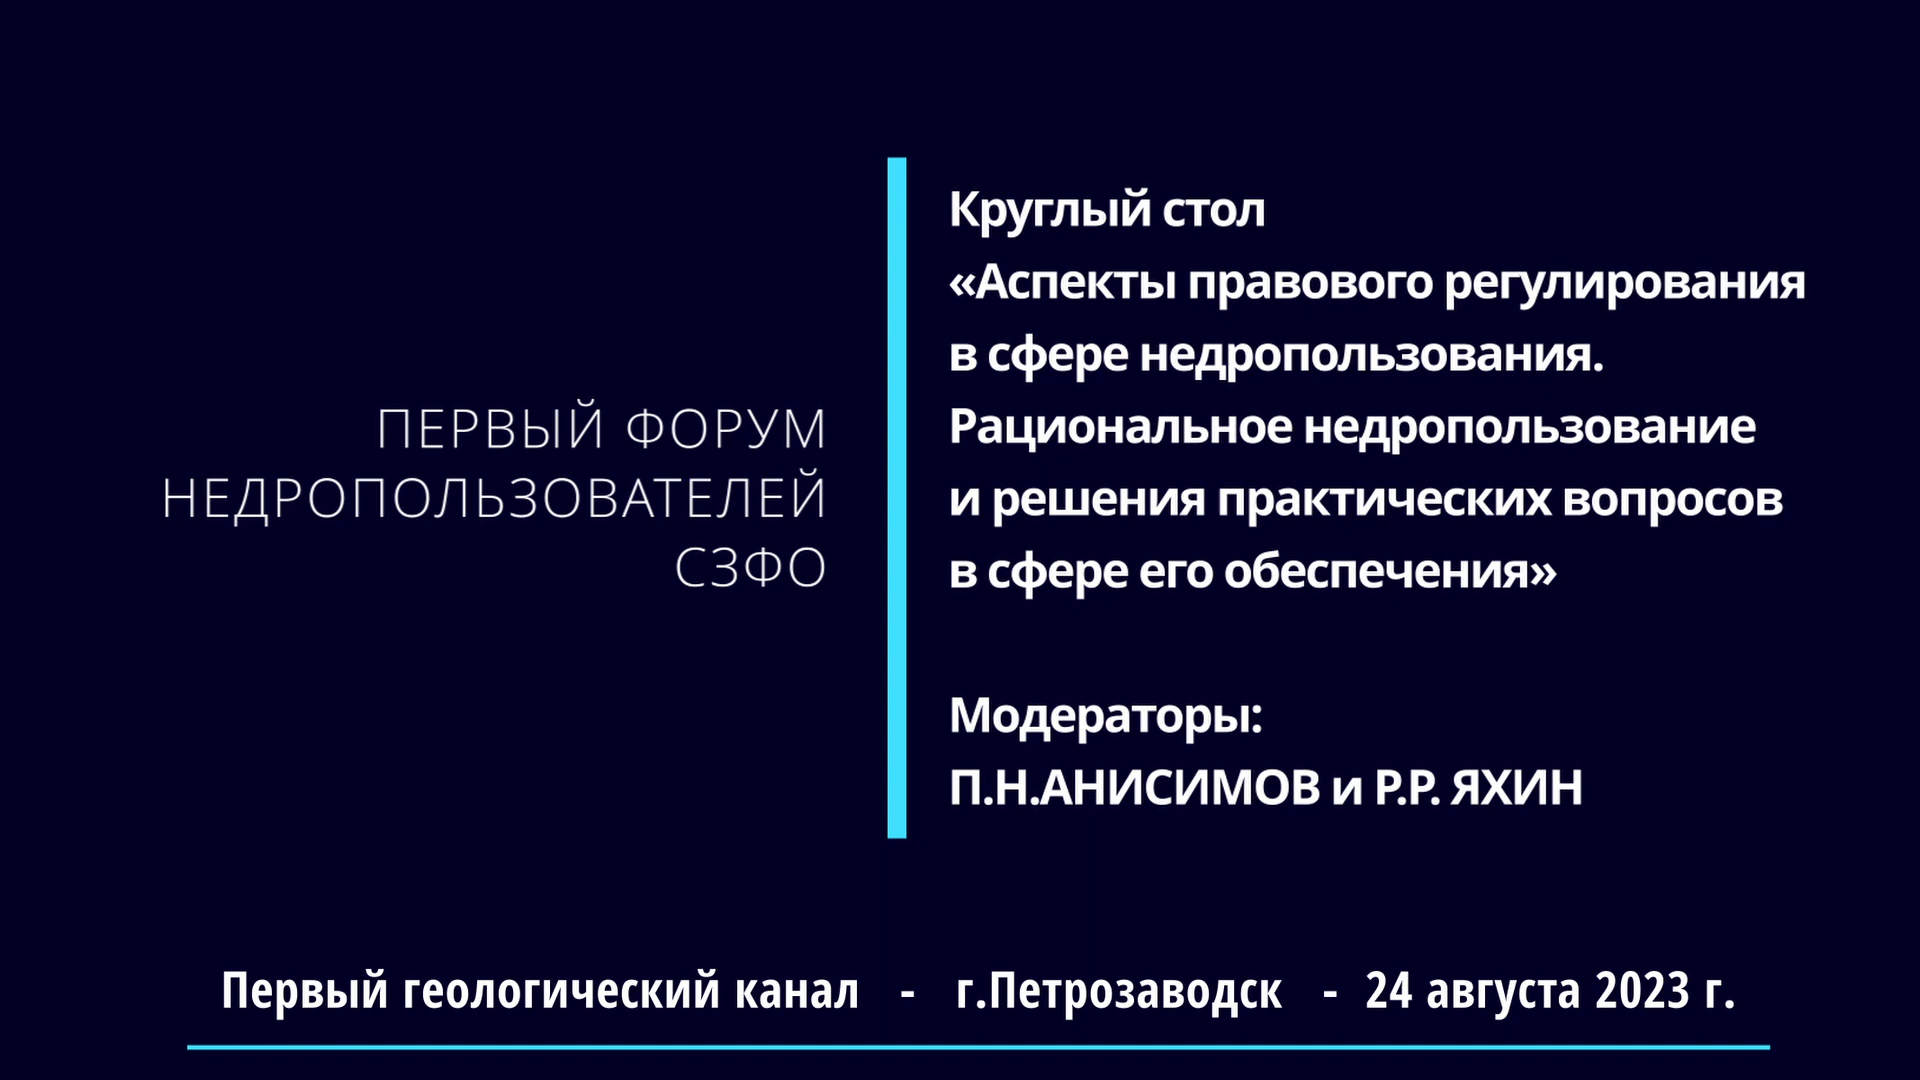 ПЕРВЫЙ ФОРУМ
НЕДРОПОЛЬЗОВАТЕЛЕЙ
СЗФО
Круглый стол
«Аспекты правового регулирования
в сфере недропользования.
Рациональное недропользование
и решения практических вопросов
в сфере его обеспечения»
Модераторы:
П.Н.АНИСИМОВ и Р.Р. ЯХИН
Первый геологический канал - г.Петрозаводск - 24 августа 2023 г.